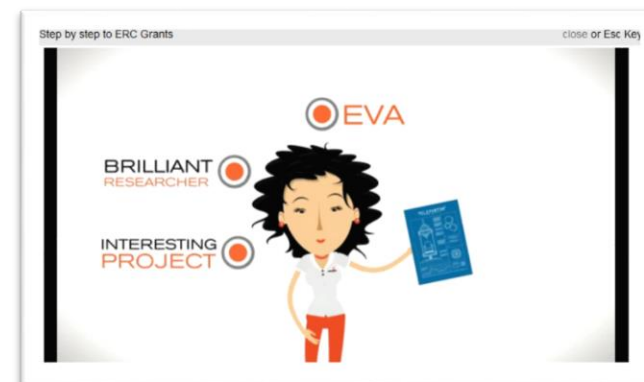 Step by step to ERC Grants
close or Esc Key
EVA
BRILLIANT
RESEARCHER
INTERESTING
PROJECT